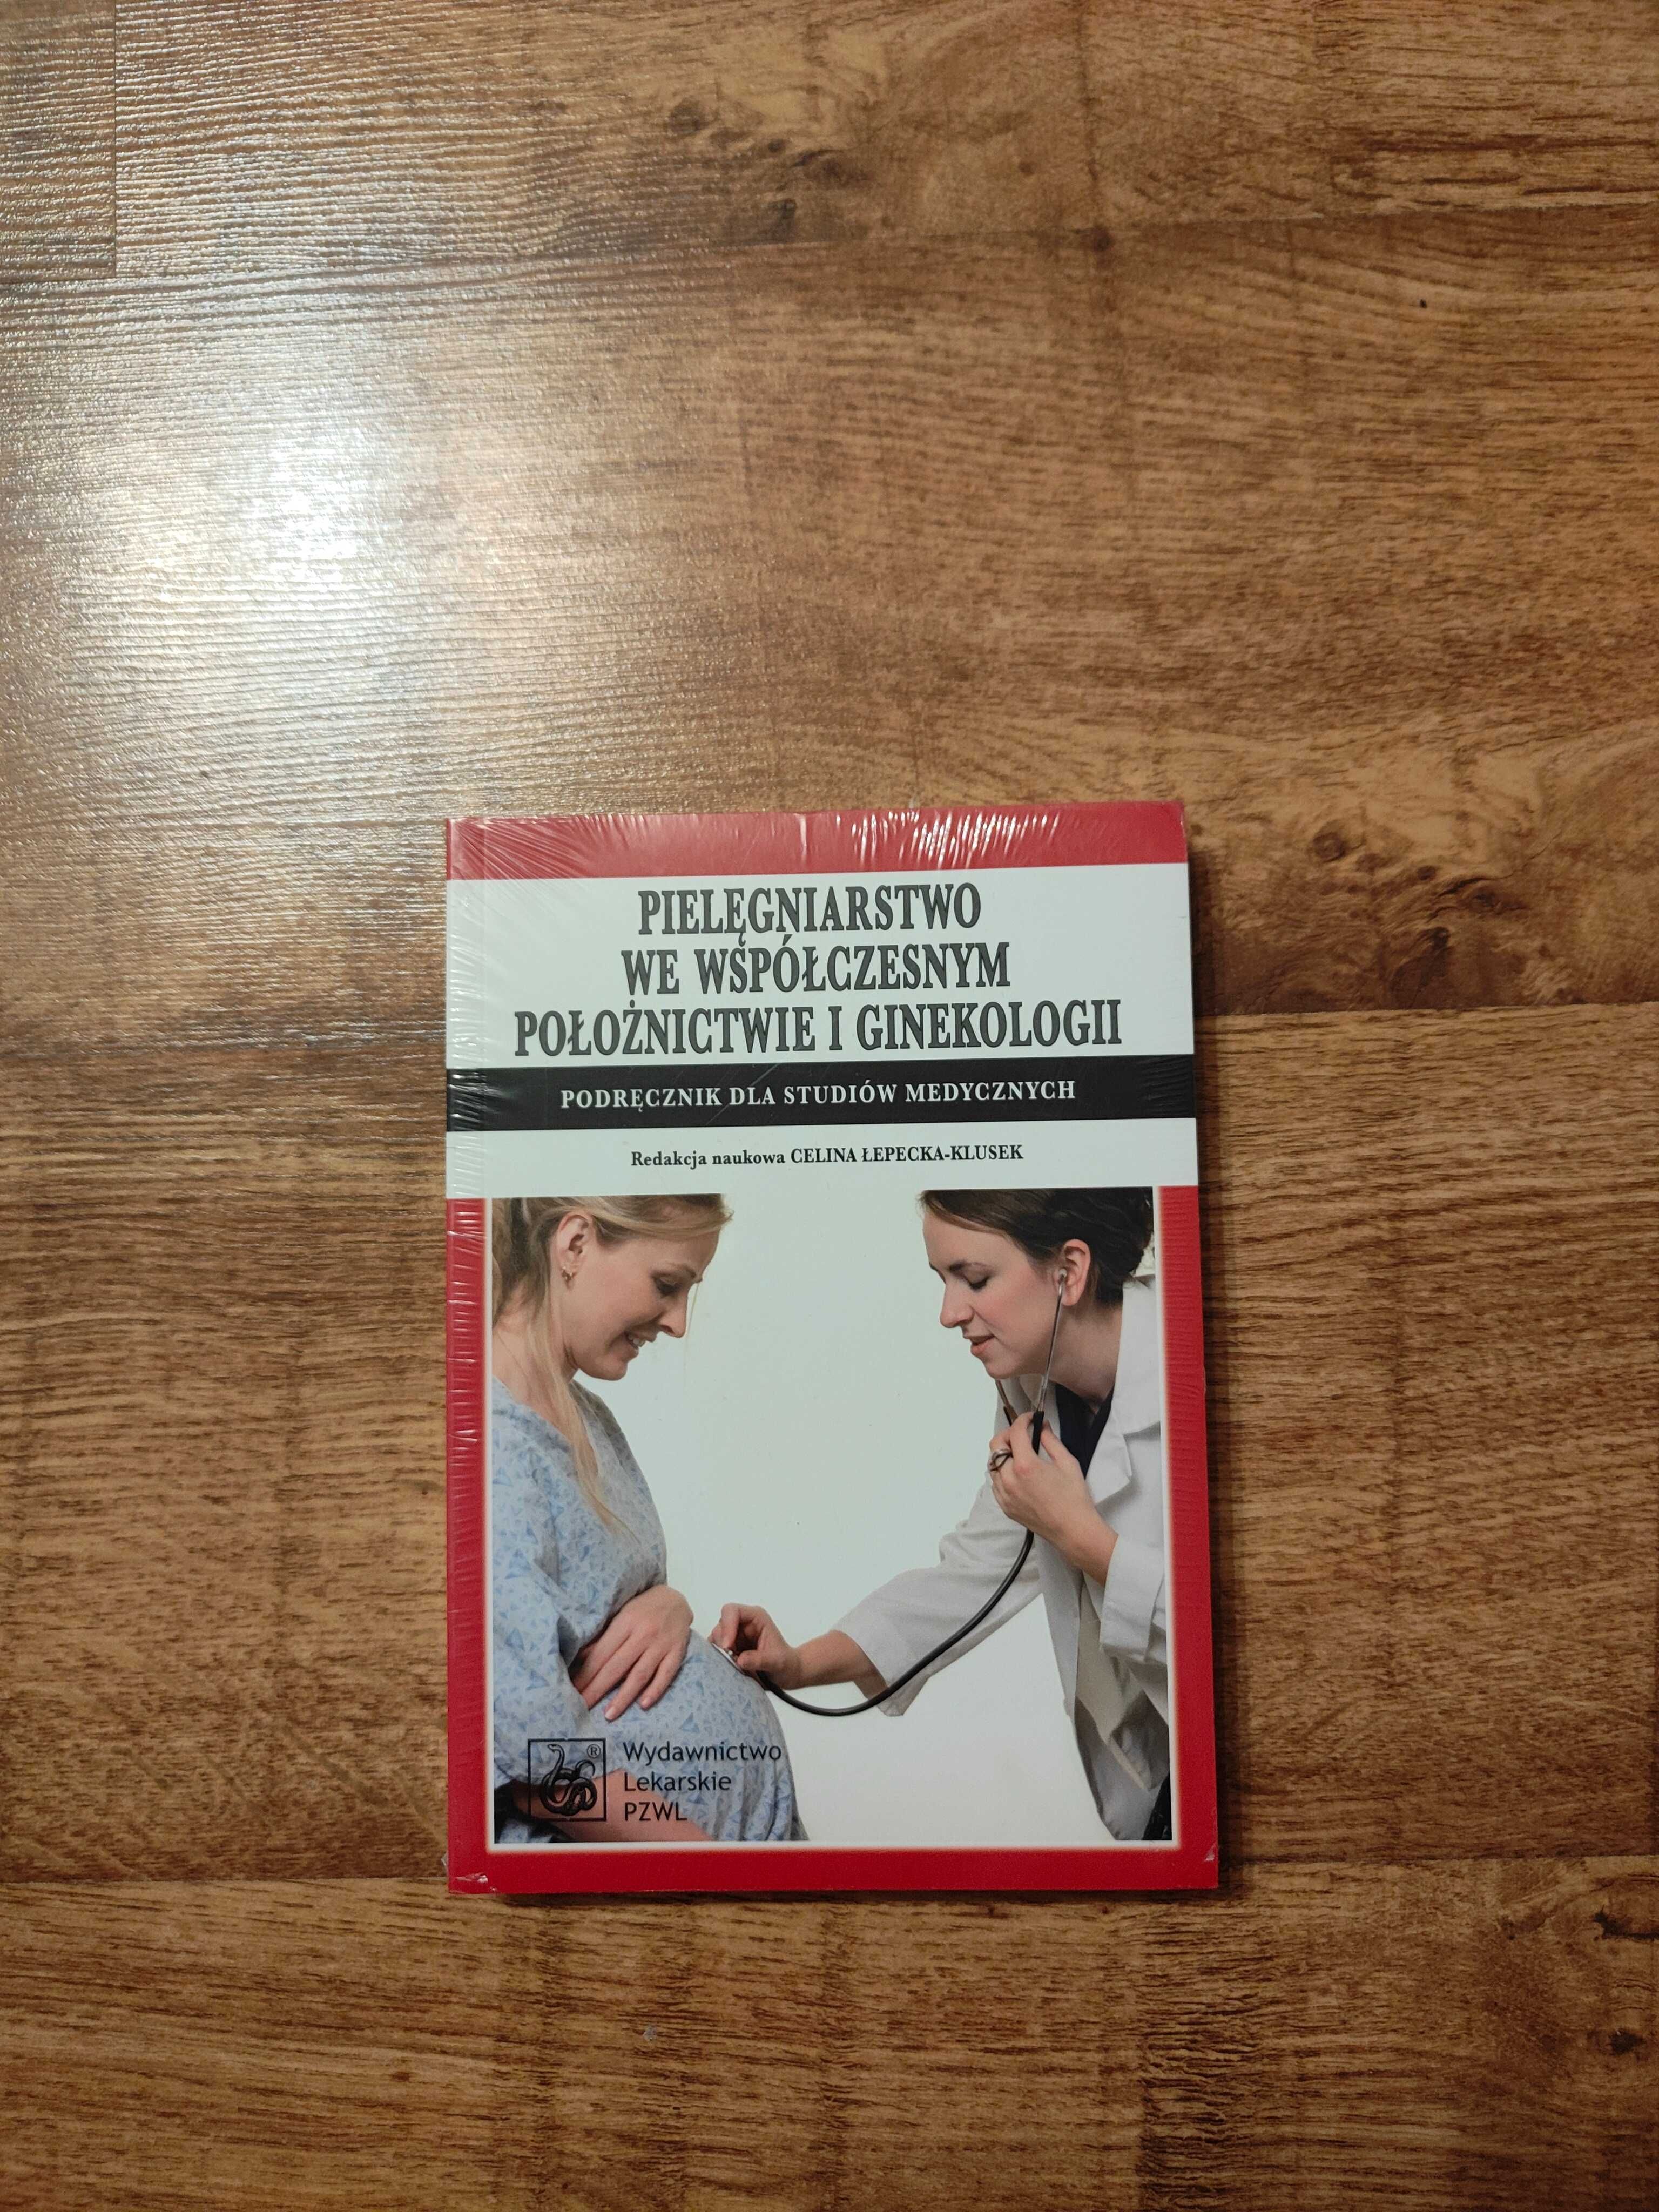 PIELĘGNIARSTWO
WE WSPÓŁCZESNYM
POŁOŻNICTWIE I GINEKOLOGII
PODRĘCZNIK DLA STUDIÓW MEDYCZNYCH
Redakcja naukowa CELINA ŁEPECKA-KLUSEK
®
Wydawnictwo
Lekarskie
PZWL